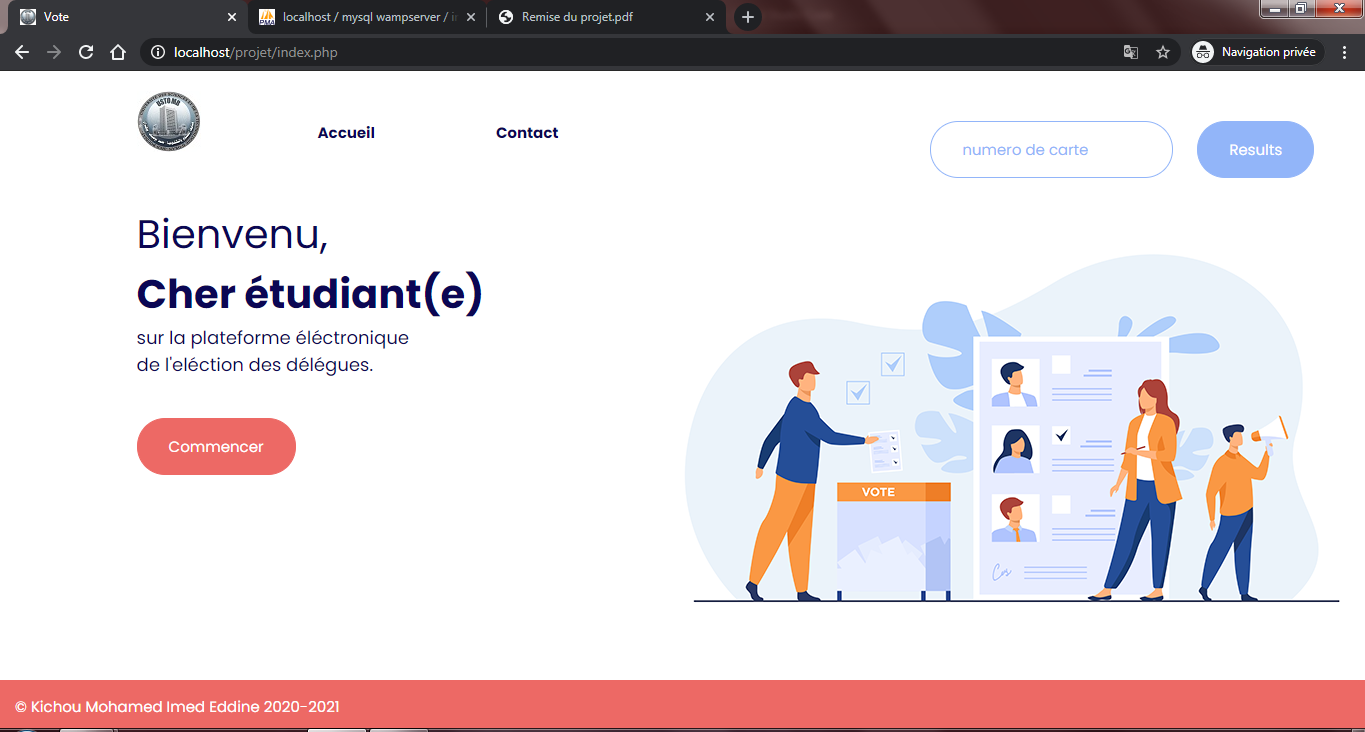 Vote
localhost / mysql wampserver / i
Remise du projet.pdf
localhost/projet/index.php
Navigation privée
USTOMB
Accueil
Contact
numero de carte
Results
Bienvenu,
Cher étudiant(e)
sur la plateforme éléctronique
de l'eléction des délégues.
Commencer
VOTE
© Kichou Mohamed Imed Eddine 2020-2021